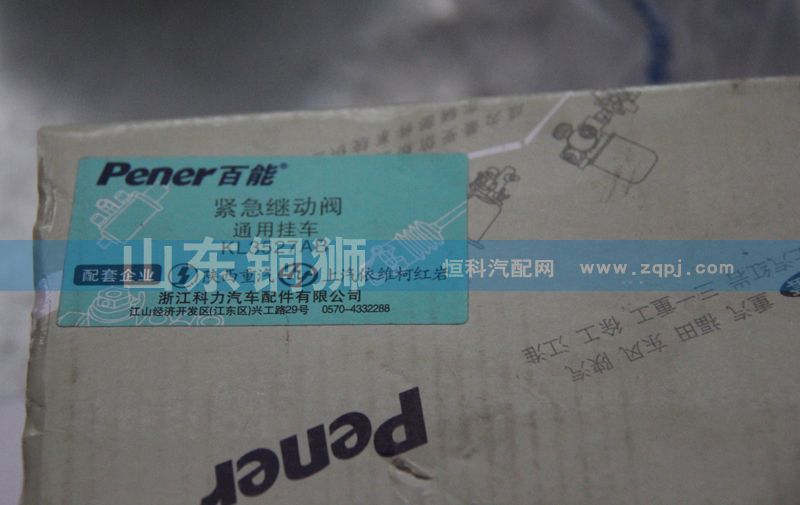 Pener百能®
紧急继动阀
通用挂车
KL3527AB
配套企业 陕西重汽 上汽依维柯红岩
浙江科力汽车配件有限公司
江山经济开发区(江东区)兴工路29号 0570-4332288
山东铜狮
恒科汽配网 www.zqpj.com
重汽 福田 东风 陕汽
三一重工 徐工 江淮
Pener